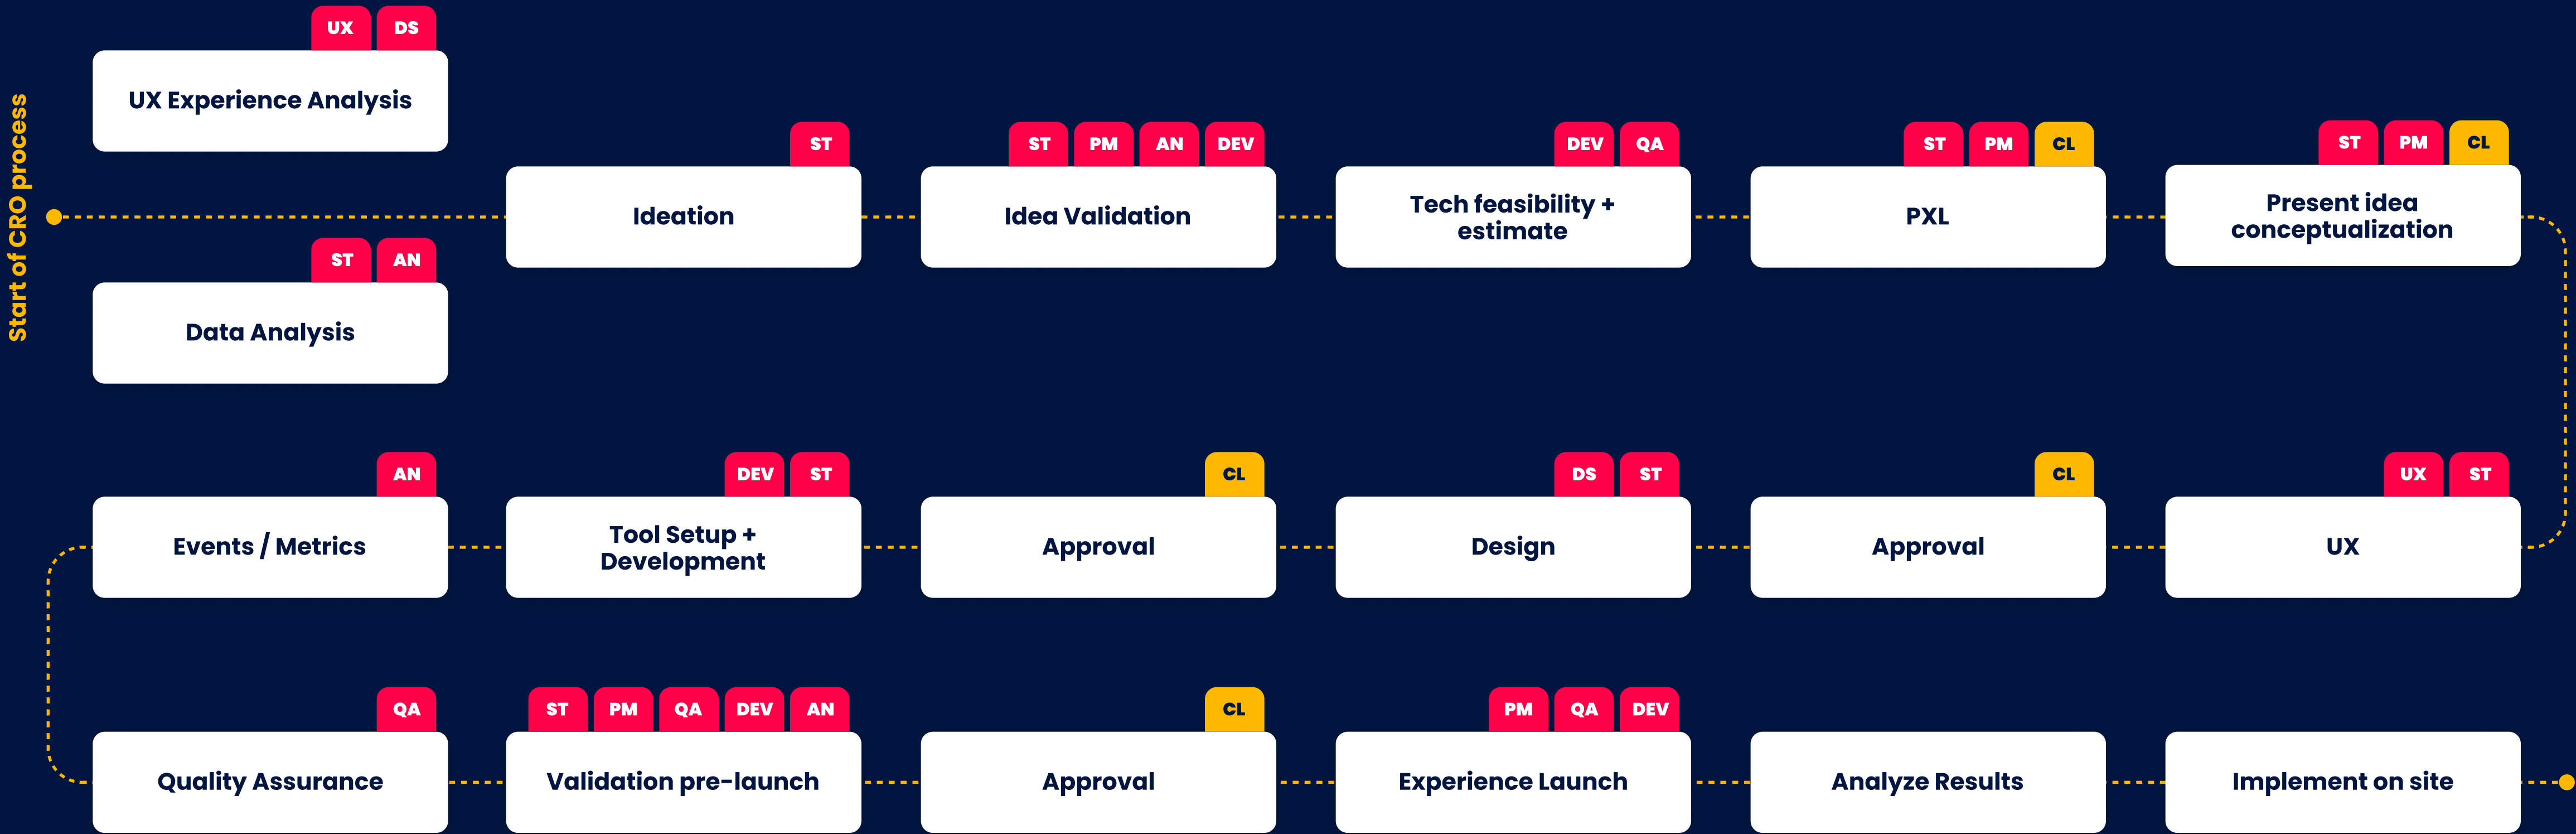 Start of CRO process
UX DS
UX Experience Analysis
ST AN
Data Analysis
ST
Ideation
ST PM AN DEV
Idea Validation
DEV QA
Tech feasibility +
estimate
ST PM CL
PXL
ST PM CL
Present idea
conceptualization
UX ST
UX
CL
Approval
DS ST
Design
CL
Approval
DEV ST
Tool Setup +
Development
AN
Events / Metrics
QA
Quality Assurance
ST PM QA DEV AN
Validation pre-launch
CL
Approval
PM QA DEV
Experience Launch
Analyze Results
Implement on site